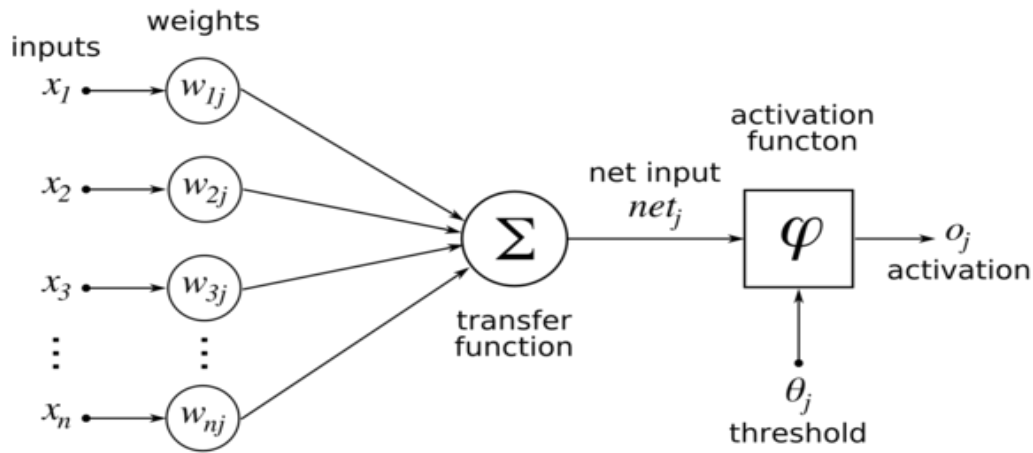 weights
inputs
x1
w1j
x2
w2j
x3
w3j
xn
wnj
Σ
transfer
function
net input
netj
activation
functon
φ
oj
activation
θj
threshold